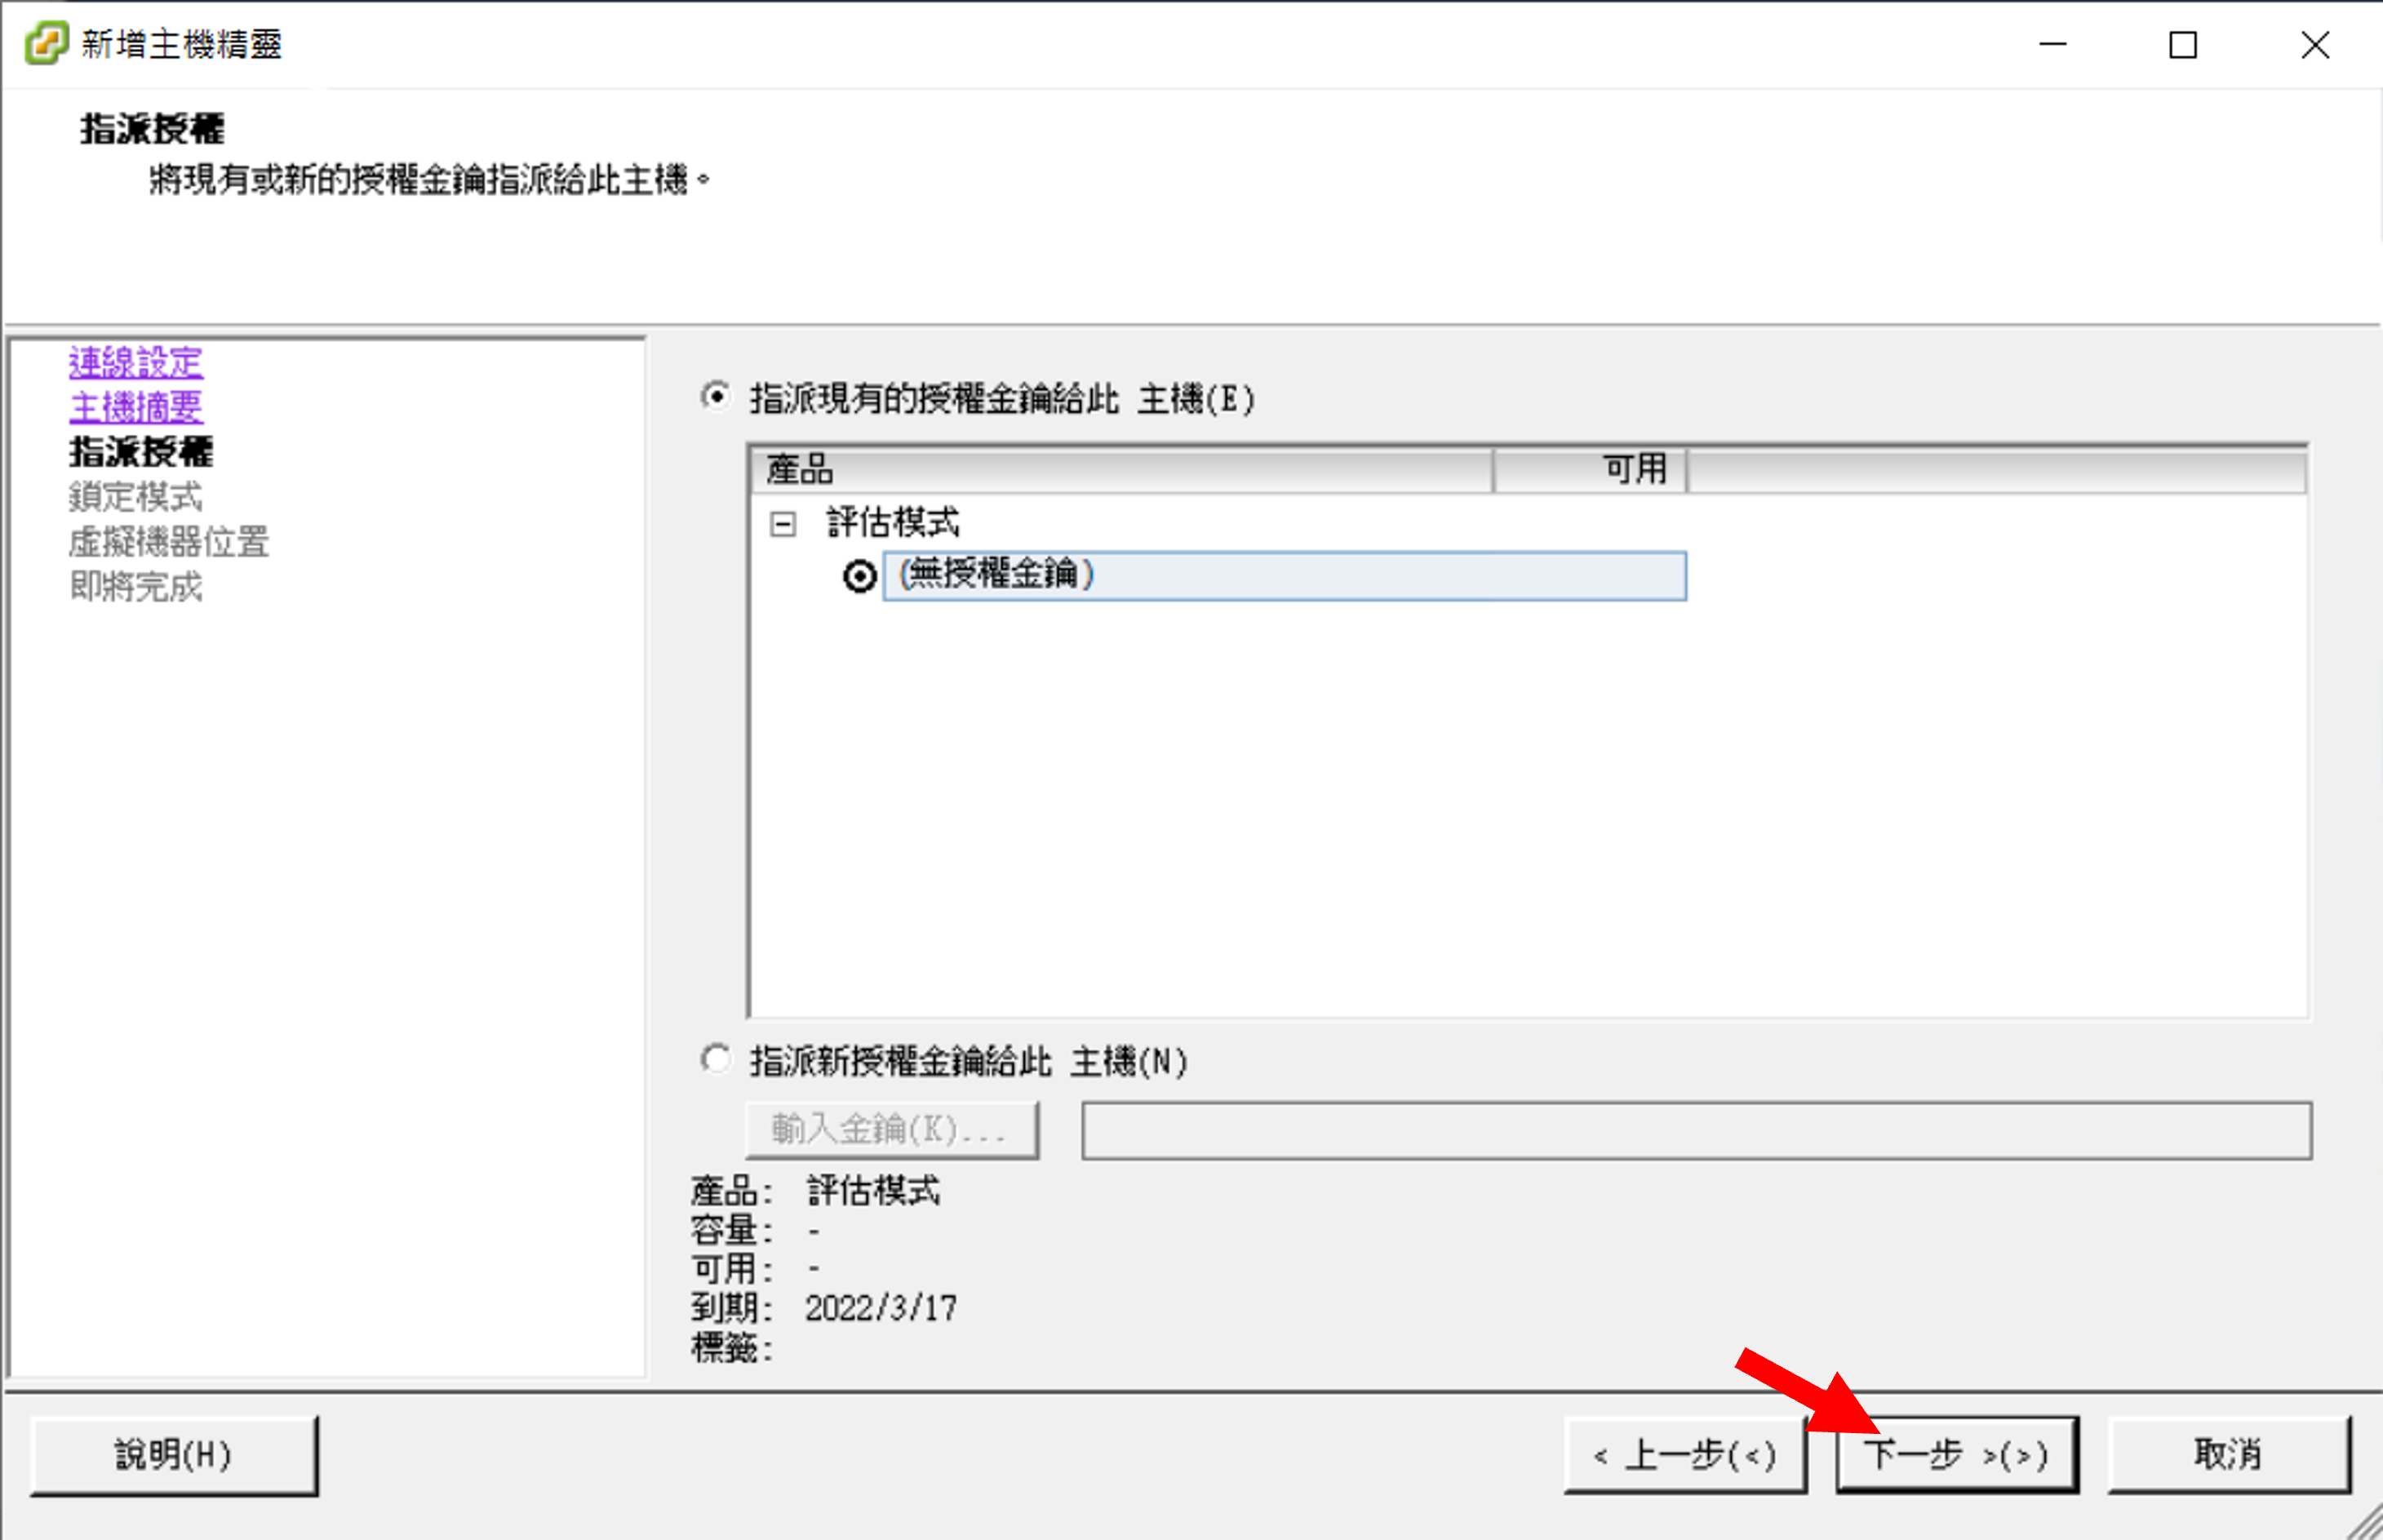 新增主機精靈
指派授權
將現有或新的授權金鑰指派給此主機。
連線設定
主機摘要
指派授權
鎖定模式
虛擬機器位置
即將完成
指派現有的授權金鑰給此 主機(E)
產品 可用
評估模式
(無授權金鑰)
指派新授權金鑰給此 主機(N)
輸入金鑰(K)...
產品: 評估模式
容量: -
可用: -
到期: 2022/3/17
標籤:
說明(H)
< 上一步(<)
下一步 >(>)
取消